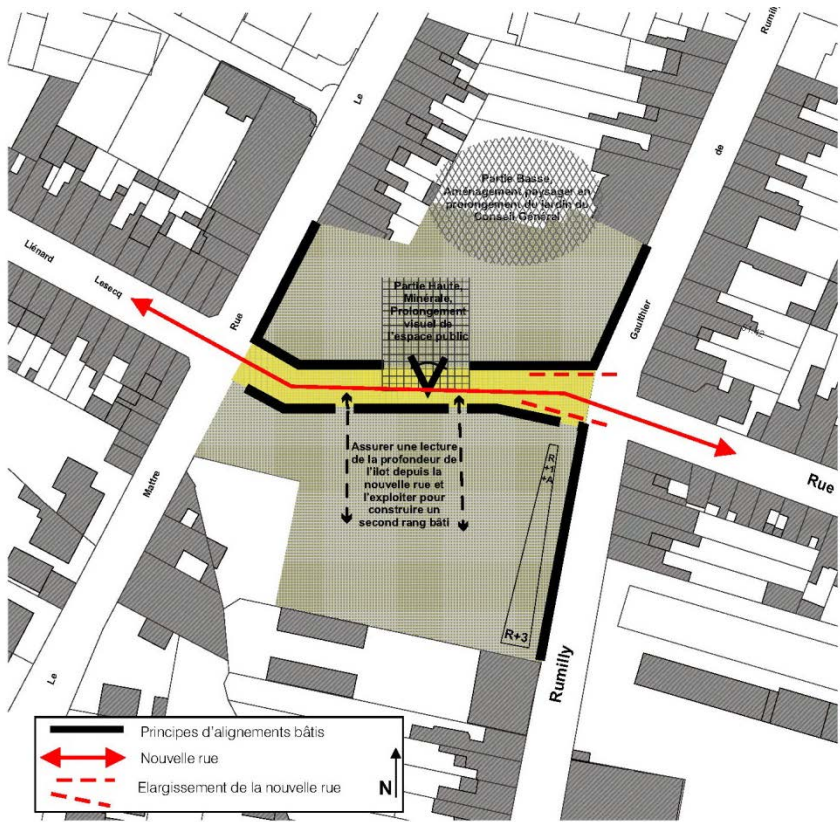 Rumilly
Le
de
Partie Basse,
Aménagement paysager en
prolongement du jardin du
Conseil Général
Liénard
Lesecq
Rue
Partie Haute,
Minérale,
Prolongement
visuel de
l'espace public
Gaulthier
Assurer une lecture
de la profondeur de
l'ilot depuis la
nouvelle rue et
l'exploiter pour
construire un
second rang bâti
R
+1
+A
Rue
Mattre
R+3
Rumilly
Le
Principes d'alignements bâtis
Nouvelle rue
Elargissement de la nouvelle rue
N